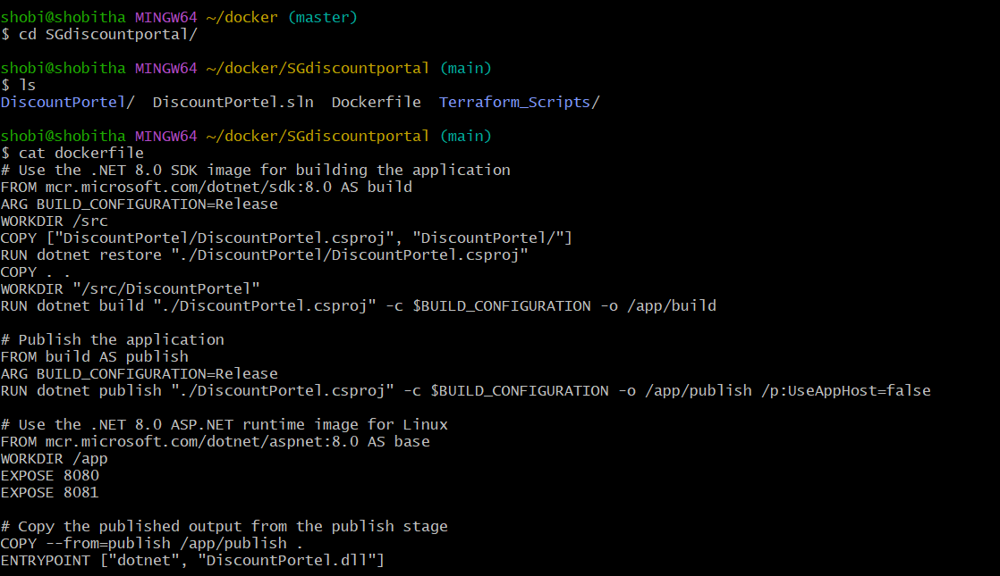 shobi@shobitha MINGW64 ~/docker (master)
$ cd SGdiscountportal/
shobi@shobitha MINGW64 ~/docker/SGdiscountportal (main)
$ ls
DiscountPortel/  DiscountPortel.sln  Dockerfile  Terraform_Scripts/
shobi@shobitha MINGW64 ~/docker/SGdiscountportal (main)
$ cat dockerfile
# Use the .NET 8.0 SDK image for building the application
FROM mcr.microsoft.com/dotnet/sdk:8.0 AS build
ARG BUILD_CONFIGURATION=Release
WORKDIR /src
COPY ["DiscountPortel/DiscountPortel.csproj", "DiscountPortel/"]
RUN dotnet restore "./DiscountPortel/DiscountPortel.csproj"
COPY . .
WORKDIR "/src/DiscountPortel"
RUN dotnet build "./DiscountPortel.csproj" -c $BUILD_CONFIGURATION -o /app/build
# Publish the application
FROM build AS publish
ARG BUILD_CONFIGURATION=Release
RUN dotnet publish "./DiscountPortel.csproj" -c $BUILD_CONFIGURATION -o /app/publish /p:UseAppHost=false
# Use the .NET 8.0 ASP.NET runtime image for Linux
FROM mcr.microsoft.com/dotnet/aspnet:8.0 AS base
WORKDIR /app
EXPOSE 8080
EXPOSE 8081
# Copy the published output from the publish stage
COPY --from=publish /app/publish .
ENTRYPOINT ["dotnet", "DiscountPortel.dll"]